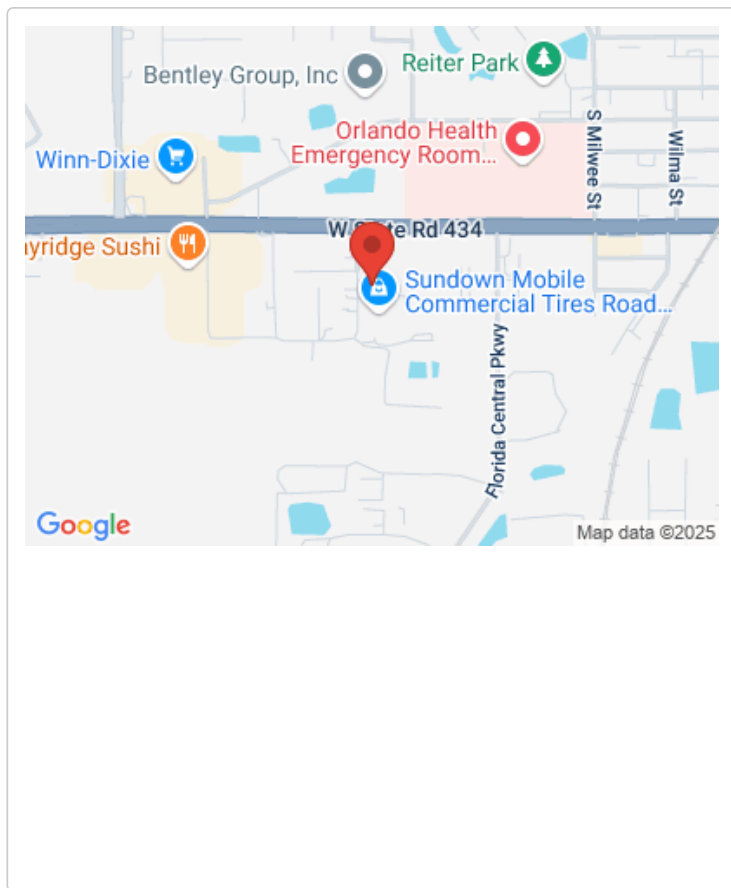 Reiter Park
Bentley Group, Inc
Orlando Health
Emergency Room...
S Milwee St
Wilma St
Winn-Dixie
W State Rd 434
yridge Sushi
Sundown Mobile
Commercial Tires Road...
Florida Central Pkwy
Google
Map data ©2025